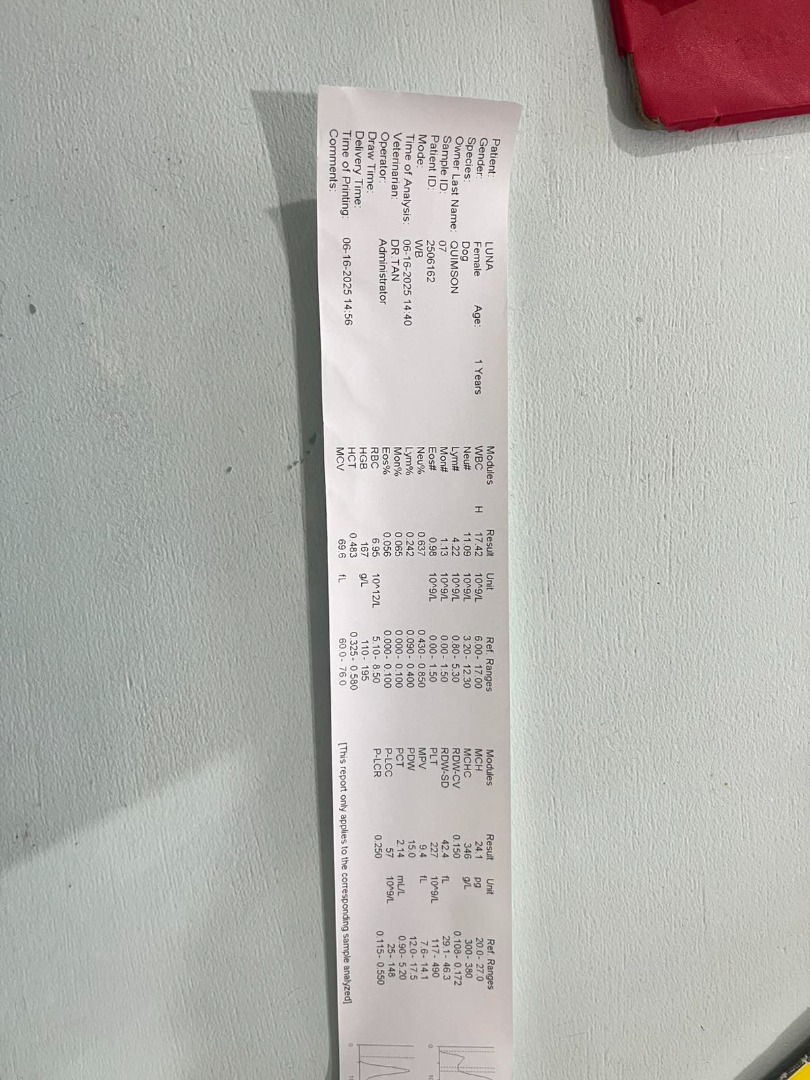 Patient: LUNA
Gender: Female Age: 1 Years
Species: Dog
Owner Last Name: QUIMSON
Sample ID: 07
Patient ID: 2506162
Mode: WB
Time of Analysis: 06-16-2025 14:40
Veterinarian: DR TAN
Operator: Administrator
Draw Time:
Delivery Time:
Time of Printing: 06-16-2025 14:56
Comments:
Modules Result Unit Ref. Ranges
WBC H 17.42 10^9/L 6.00- 17.00
Neu# 11.09 10^9/L 3.20- 12.30
Lym# 4.22 10^9/L 0.80- 5.30
Mon# 1.13 10^9/L 0.00- 1.50
Eos# 0.98 10^9/L 0.00- 1.50
Neu% 0.637 0.430- 0.850
Lym% 0.242 0.090- 0.400
Mon% 0.065 0.000- 0.100
Eos% 0.056 0.000- 0.100
RBC 6.95 10^12/L 5.10- 8.50
HGB 167 g/L 110- 195
HCT 0.483 0.325- 0.580
MCV 69.6 fL 60.0- 76.0
Modules Result Unit Ref. Ranges
MCH 24.1 pg 20.0- 27.0
MCHC 346 g/L 300- 380
RDW-CV 0.150 0.108- 0.172
RDW-SD 42.4 fL 29.1- 46.3
PLT 227 10^9/L 117- 490
MPV 9.4 fL 7.6- 14.1
PDW 15.0 12.0- 17.5
PCT 2.14 mL/L 0.90- 5.20
P-LCC 57 10^9/L 25- 148
P-LCR 0.250 0.115- 0.550
[This report only applies to the corresponding sample analyzed]
0
0